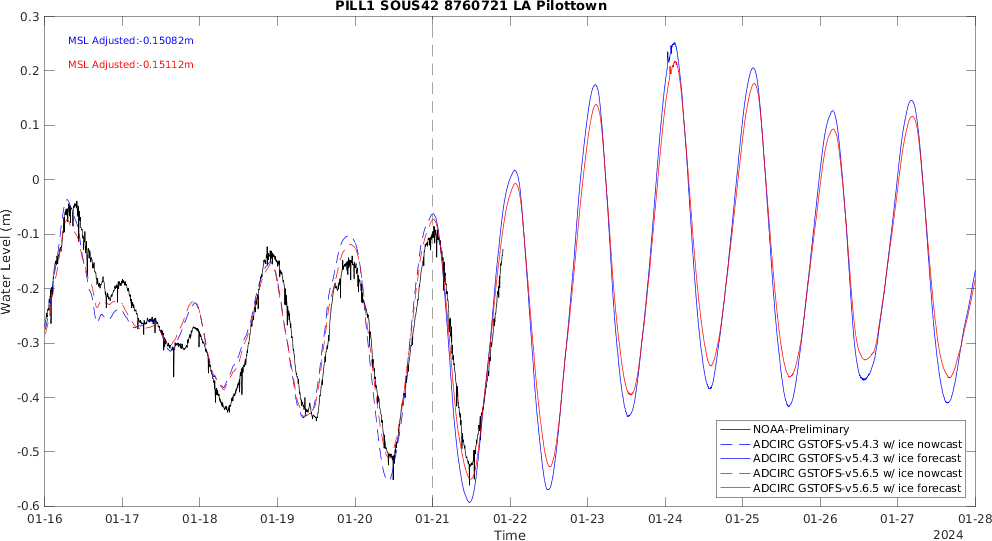 PILL1 SOUS42 8760721 LA Pilottown
MSL Adjusted:-0.15082m
MSL Adjusted:-0.15112m
0.3
0.2
0.1
0
-0.1
-0.2
-0.3
-0.4
-0.5
-0.6
Water Level (m)
NOAA-Preliminary
ADCIRC GSTOFS-v5.4.3 w/ ice nowcast
ADCIRC GSTOFS-v5.4.3 w/ ice forecast
ADCIRC GSTOFS-v5.6.5 w/ ice nowcast
ADCIRC GSTOFS-v5.6.5 w/ ice forecast
01-16 01-17 01-18 01-19 01-20 01-21 01-22 01-23 01-24 01-25 01-26 01-27 01-28
Time
2024